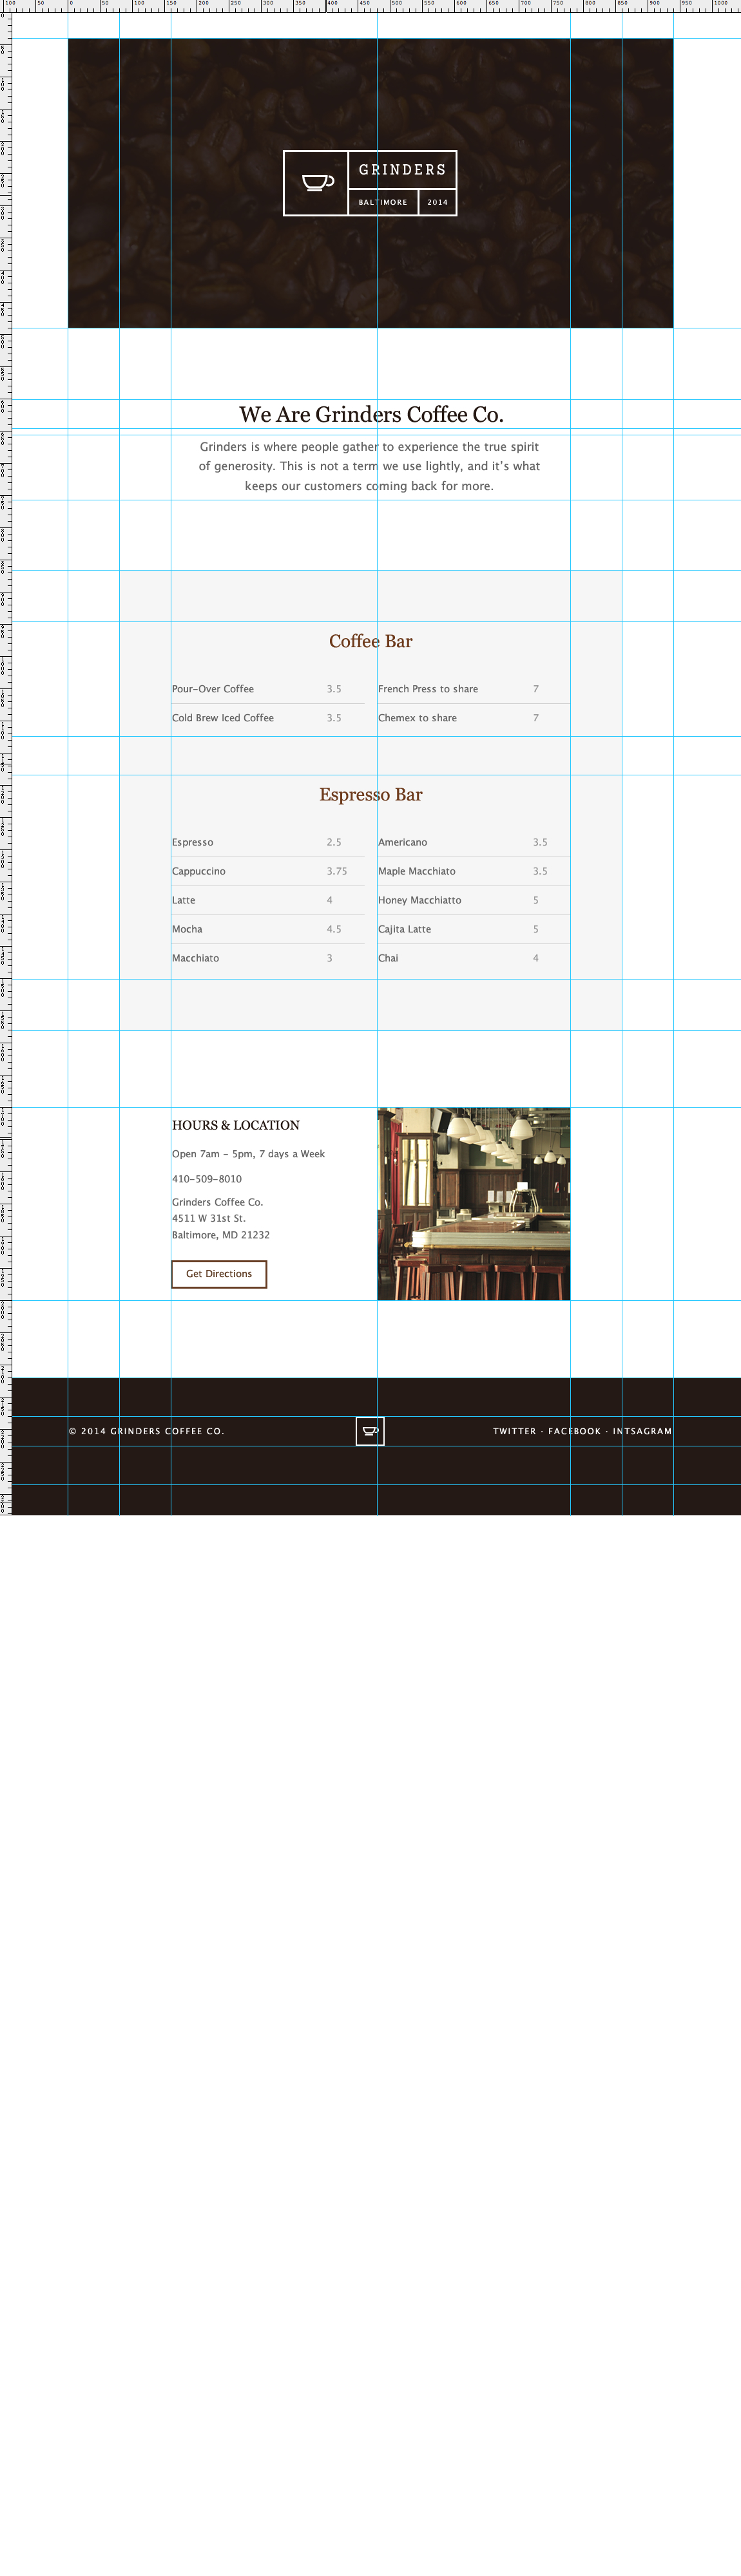 GRINDERS
BALTIMORE
2014
We Are Grinders Coffee Co.
Grinders is where people gather to experience the true spirit
of generosity. This is not a term we use lightly, and it’s what
keeps our customers coming back for more.
Coffee Bar
Pour-Over Coffee 3.5 French Press to share 7
Cold Brew Iced Coffee 3.5 Chemex to share 7
Espresso Bar
Espresso 2.5 Americano 3.5
Cappuccino 3.75 Maple Macchiato 3.5
Latte 4 Honey Macchiatto 5
Mocha 4.5 Cajita Latte 5
Macchiato 3 Chai 4
HOURS & LOCATION
Open 7am - 5pm, 7 days a Week
410-509-8010
Grinders Coffee Co.
4511 W 31st St.
Baltimore, MD 21232
Get Directions
© 2014 GRINDERS COFFEE CO. TWITTER · FACEBOOK · INTSAGRAM